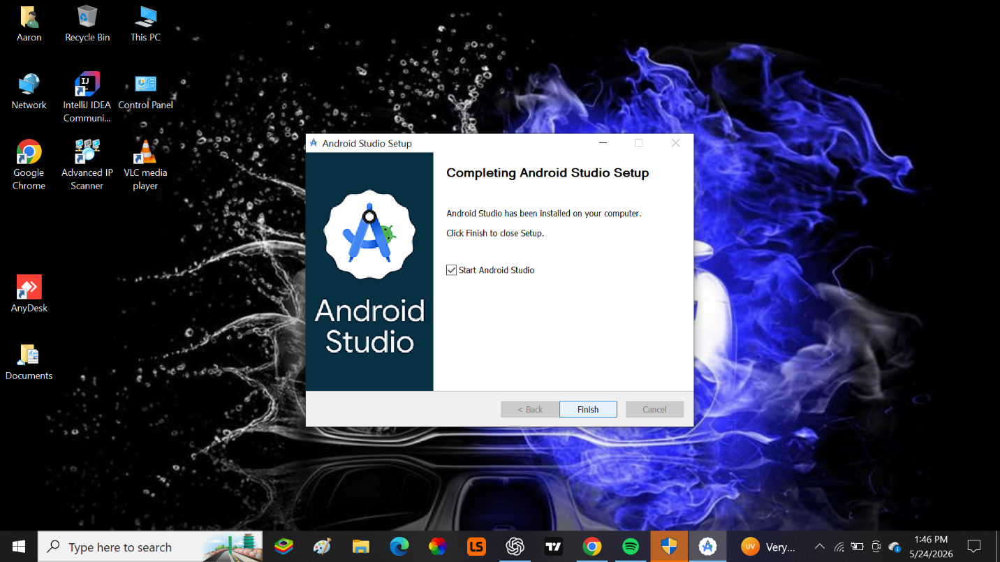 Aaron
Recycle Bin
This PC
Network
IJ
IntelliJ IDEA
Communi...
Control Panel
Google
Chrome
Advanced IP
Scanner
VLC media
player
AnyDesk
Documents
Android Studio Setup
Android
Studio
Completing Android Studio Setup
Android Studio has been installed on your computer.
Click Finish to close Setup.
Start Android Studio
< Back
Finish
Cancel
Type here to search
LS
UV
Very...
1:46 PM
5/24/2026